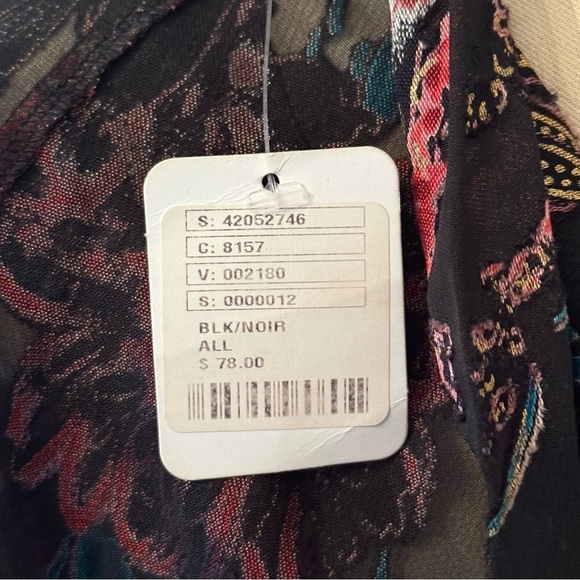 S: 42052746
C: 8157
V: 002180
S: 0000012
BLK/NOIR
ALL
$ 78.00